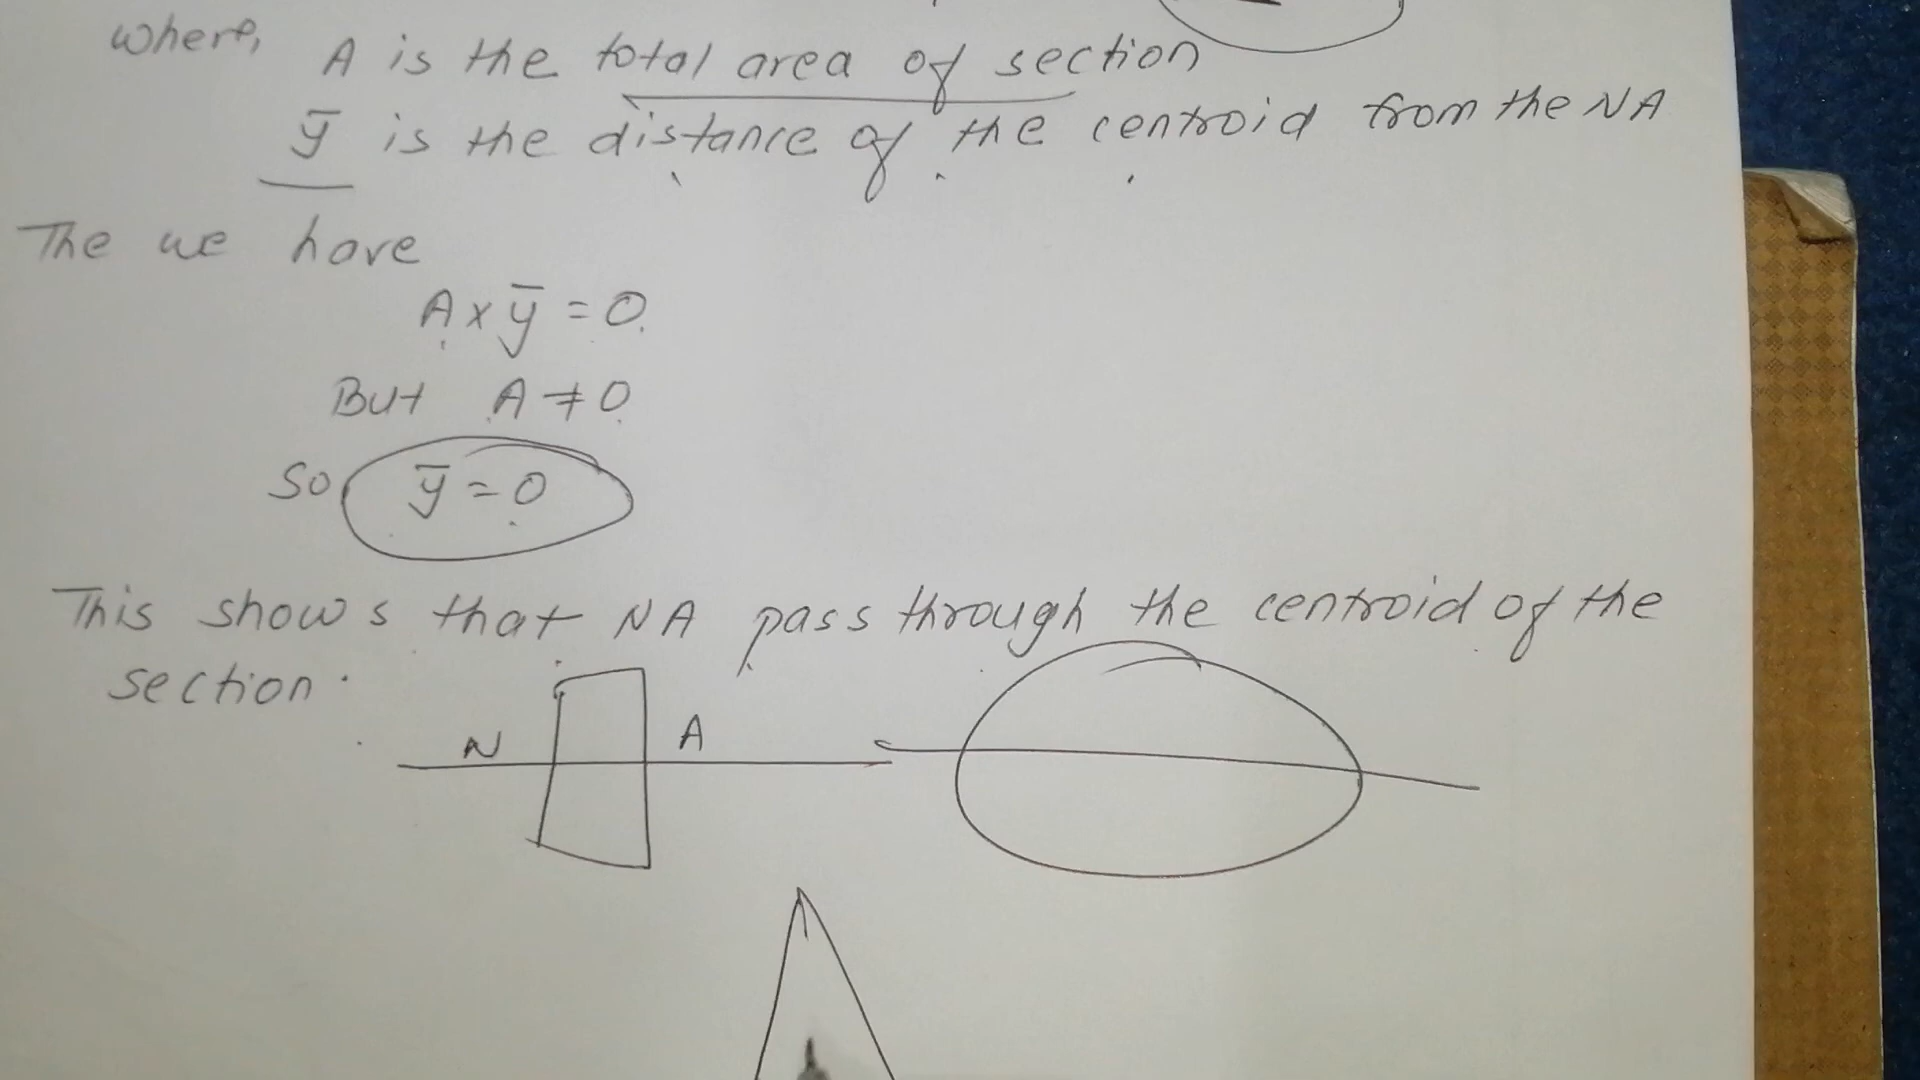 where, A is the total area of section
ȳ is the distance of the centroid from the NA
The we have
A x ȳ = 0.
But A ≠ 0
So ȳ = 0
This shows that NA pass through the centroid of the
section.
N A